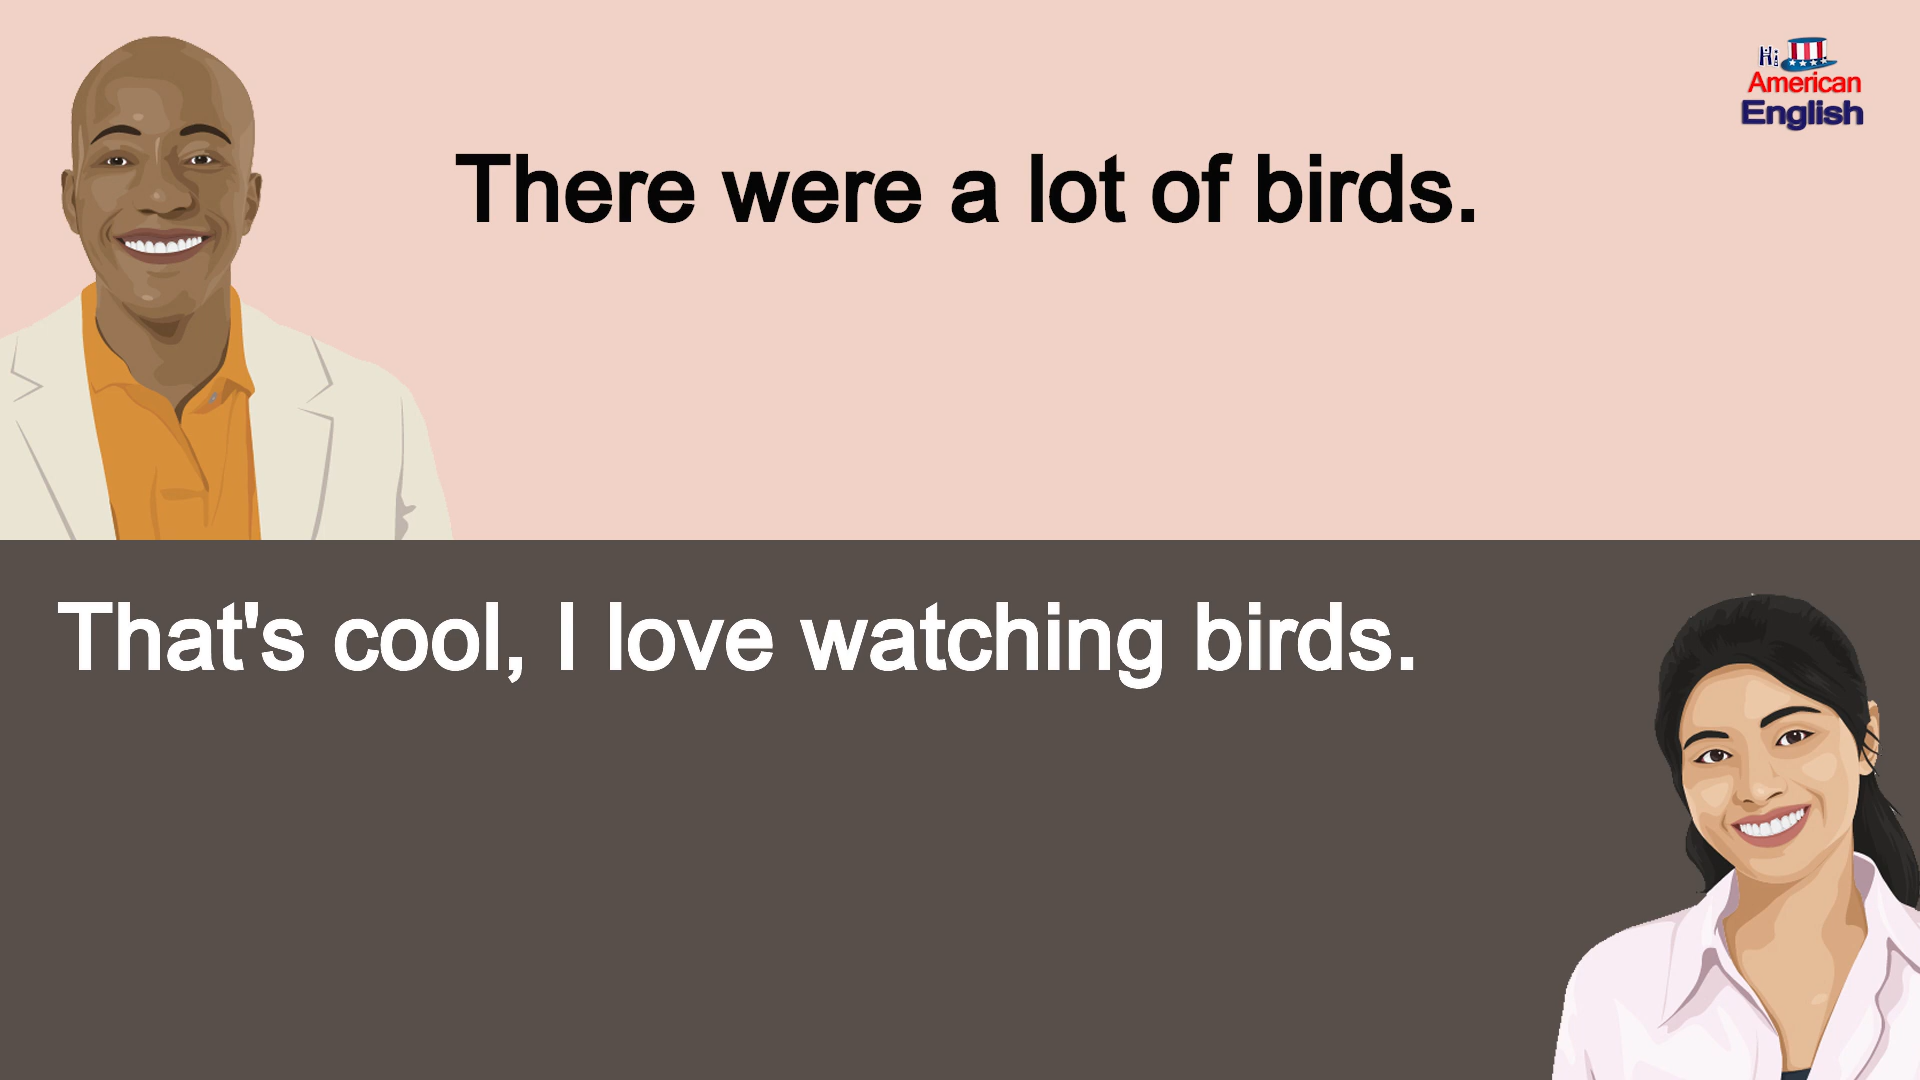 Hi
American
English
There were a lot of birds.
That's cool, I love watching birds.